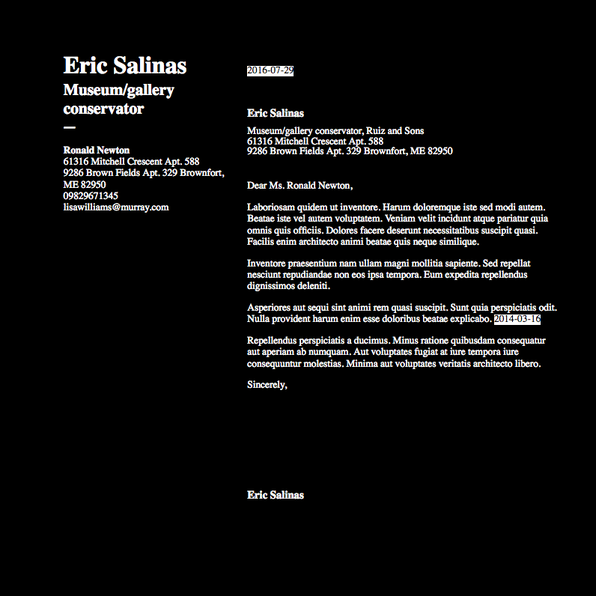 Eric Salinas
Museum/gallery
conservator
Ronald Newton
61316 Mitchell Crescent Apt. 588
9286 Brown Fields Apt. 329 Brownfort,
ME 82950
09829671345
lisawilliams@murray.com
2016-07-29
Eric Salinas
Museum/gallery conservator, Ruiz and Sons
61316 Mitchell Crescent Apt. 588
9286 Brown Fields Apt. 329 Brownfort, ME 82950
Dear Ms. Ronald Newton,
Laboriosam quidem ut inventore. Harum doloremque iste sed modi autem.
Beatae iste vel autem voluptatem. Veniam velit incidunt atque pariatur quia
omnis quis officiis. Dolores facere deserunt necessitatibus suscipit quasi.
Facilis enim architecto animi beatae quis neque similique.
Inventore praesentium nam ullam magni mollitia sapiente. Sed repellat
nesciunt repudiandae non eos ipsa tempora. Eum expedita repellendus
dignissimos deleniti.
Asperiores aut sequi sint animi rem quasi suscipit. Sunt quia perspiciatis odit.
Nulla provident harum enim esse doloribus beatae explicabo. 2014-03-16
Repellendus perspiciatis a ducimus. Minus ratione quibusdam consequatur
aut aperiam ab numquam. Aut voluptates fugiat at iure tempora iure
consequuntur molestias. Minima aut voluptates veritatis architecto libero.
Sincerely,
Eric Salinas